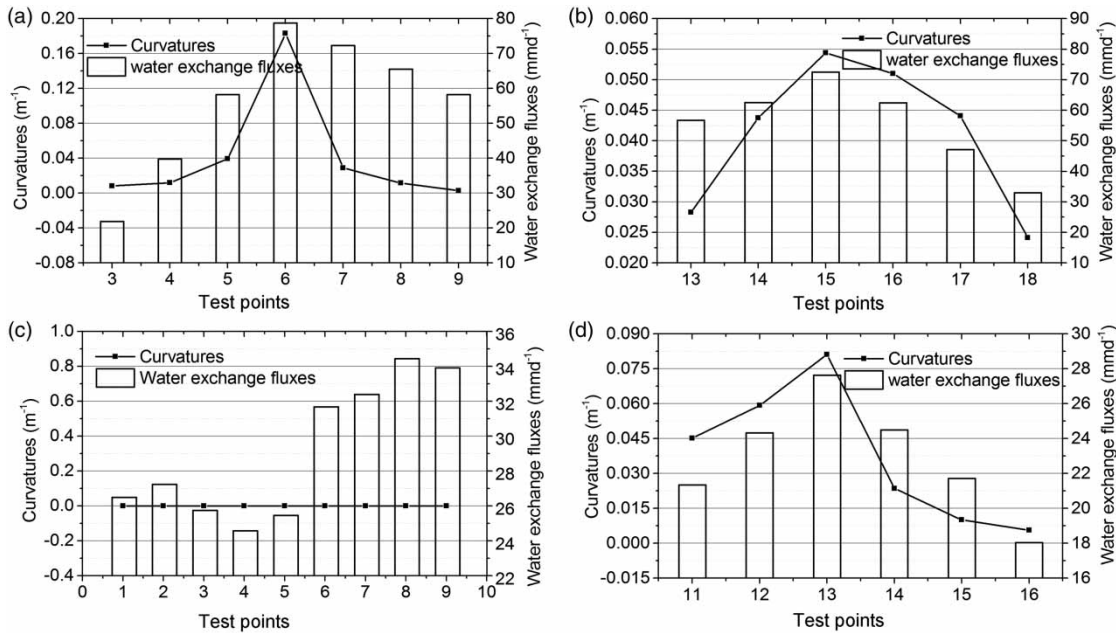 (a)
0.20
0.16
0.12
0.08
0.04
0.00
-0.04
-0.08
Curvatures (m⁻¹)
Curvatures
water exchange fluxes
80
70
60
50
40
30
20
10
Water exchange fluxes (mmd⁻¹)
3 4 5 6 7 8 9
Test points
(b)
0.060
0.055
0.050
0.045
0.040
0.035
0.030
0.025
0.020
Curvatures (m⁻¹)
Curvatures
water exchange fluxes
90
80
70
60
50
40
30
20
10
Water exchange fluxes (mmd⁻¹)
13 14 15 16 17 18
Test points
(c)
1.0
0.8
0.6
0.4
0.2
0.0
-0.2
-0.4
Curvatures (m⁻¹)
Curvatures
Water exchange fluxes
36
34
32
30
28
26
24
22
Water exchange fluxes (mmd⁻¹)
0 1 2 3 4 5 6 7 8 9 10
Test points
(d)
0.090
0.075
0.060
0.045
0.030
0.015
0.000
-0.015
Curvatures (m⁻¹)
Curvatures
water exchange fluxes
30
28
26
24
22
20
18
16
Water exchange fluxes (mmd⁻¹)
11 12 13 14 15 16
Test points